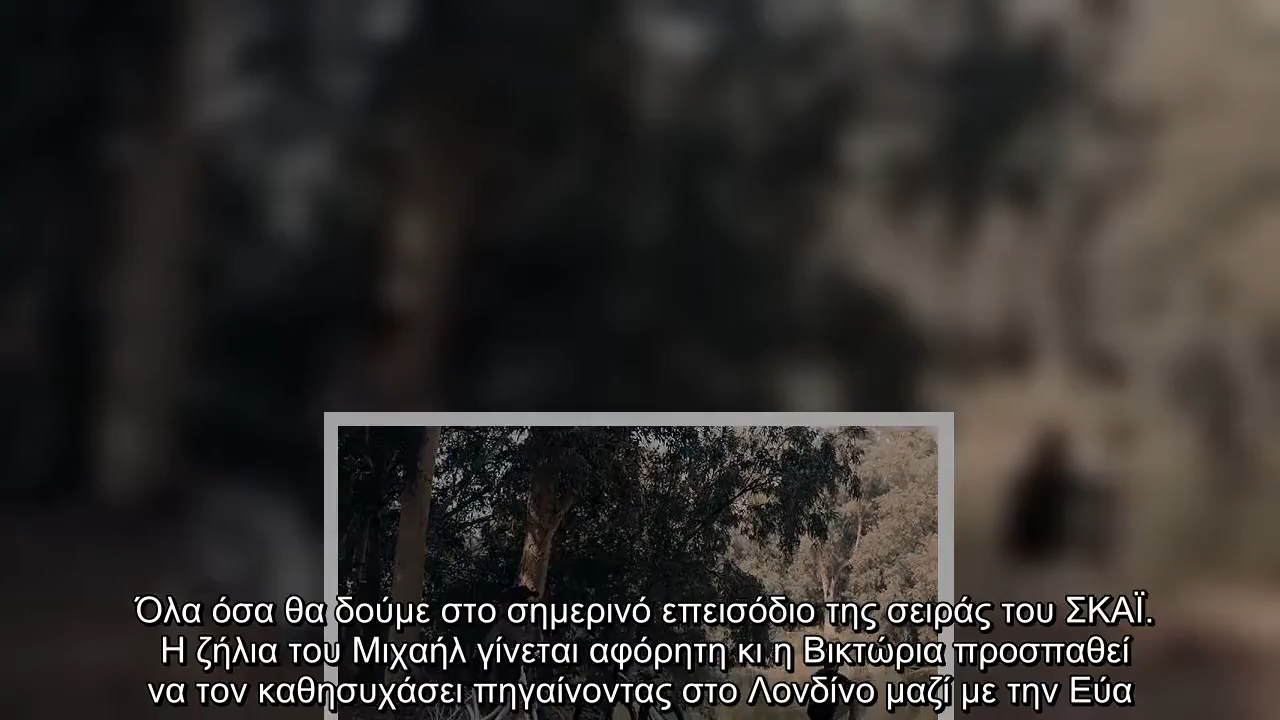 Όλα όσα θα δούμε στο σημερινό επεισόδιο της σειράς του ΣΚΑΪ.
Η ζήλια του Μιχαήλ γίνεται αφόρητη κι η Βικτώρια προσπαθεί
να τον καθησυχάσει πηγαίνοντας στο Λονδίνο μαζί με την Εύα